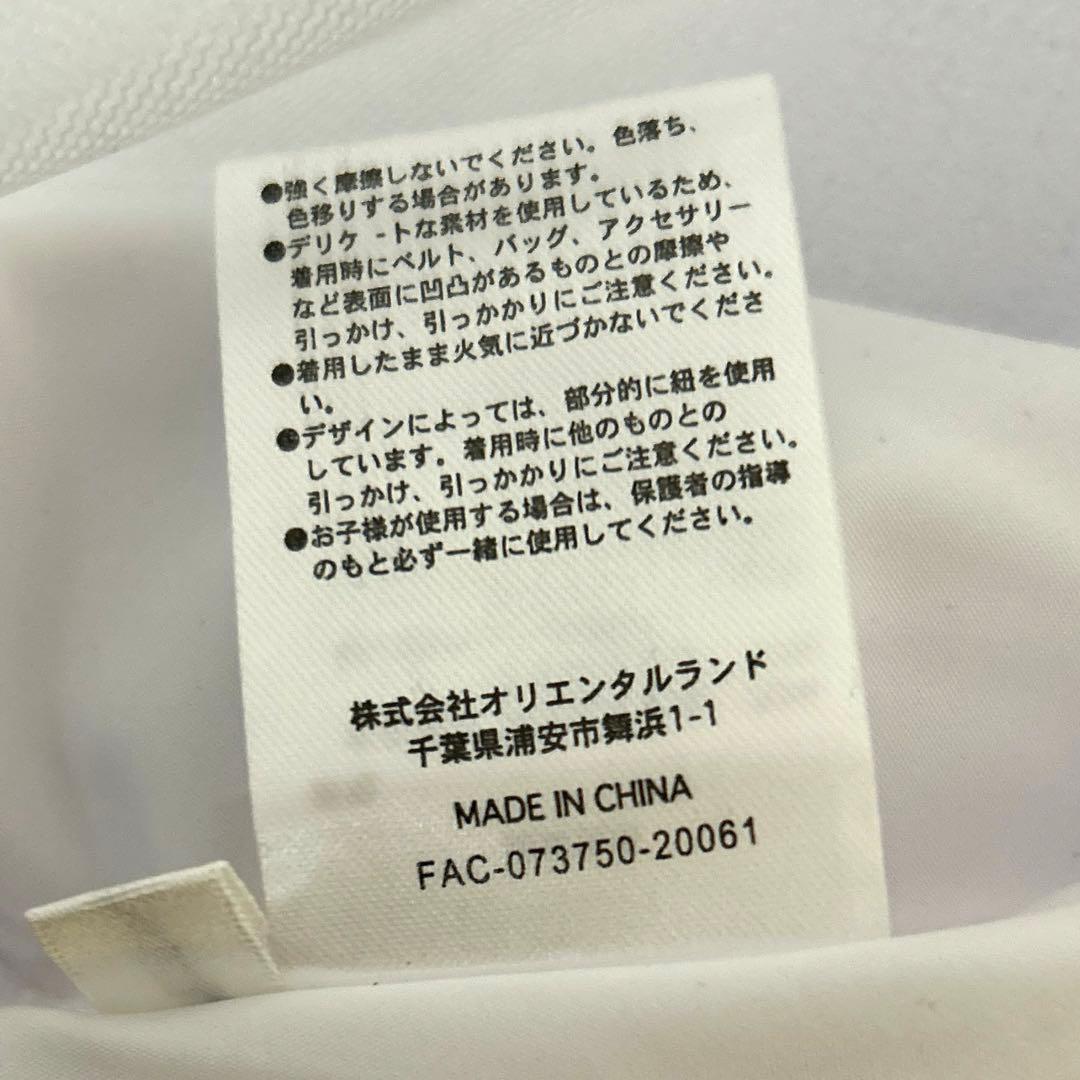 ●強く摩擦しないでください。色落ち、
色移りする場合があります。
●デリケ -トな素材を使用しているため、
着用時にベルト、バッグ、アクセサリー
など表面に凹凸があるものとの摩擦や
引っかけ、引っかかりにご注意ください。
●着用したまま火気に近づかないでくださ
い。
●デザインによっては、部分的に紐を使用
しています。着用時に他のものとの
引っかけ、引っかかりにご注意ください。
●お子様が使用する場合は、保護者の指導
のもと必ず一緒に使用してください。
株式会社オリエンタルランド
千葉県浦安市舞浜1-1
MADE IN CHINA
FAC-073750-20061